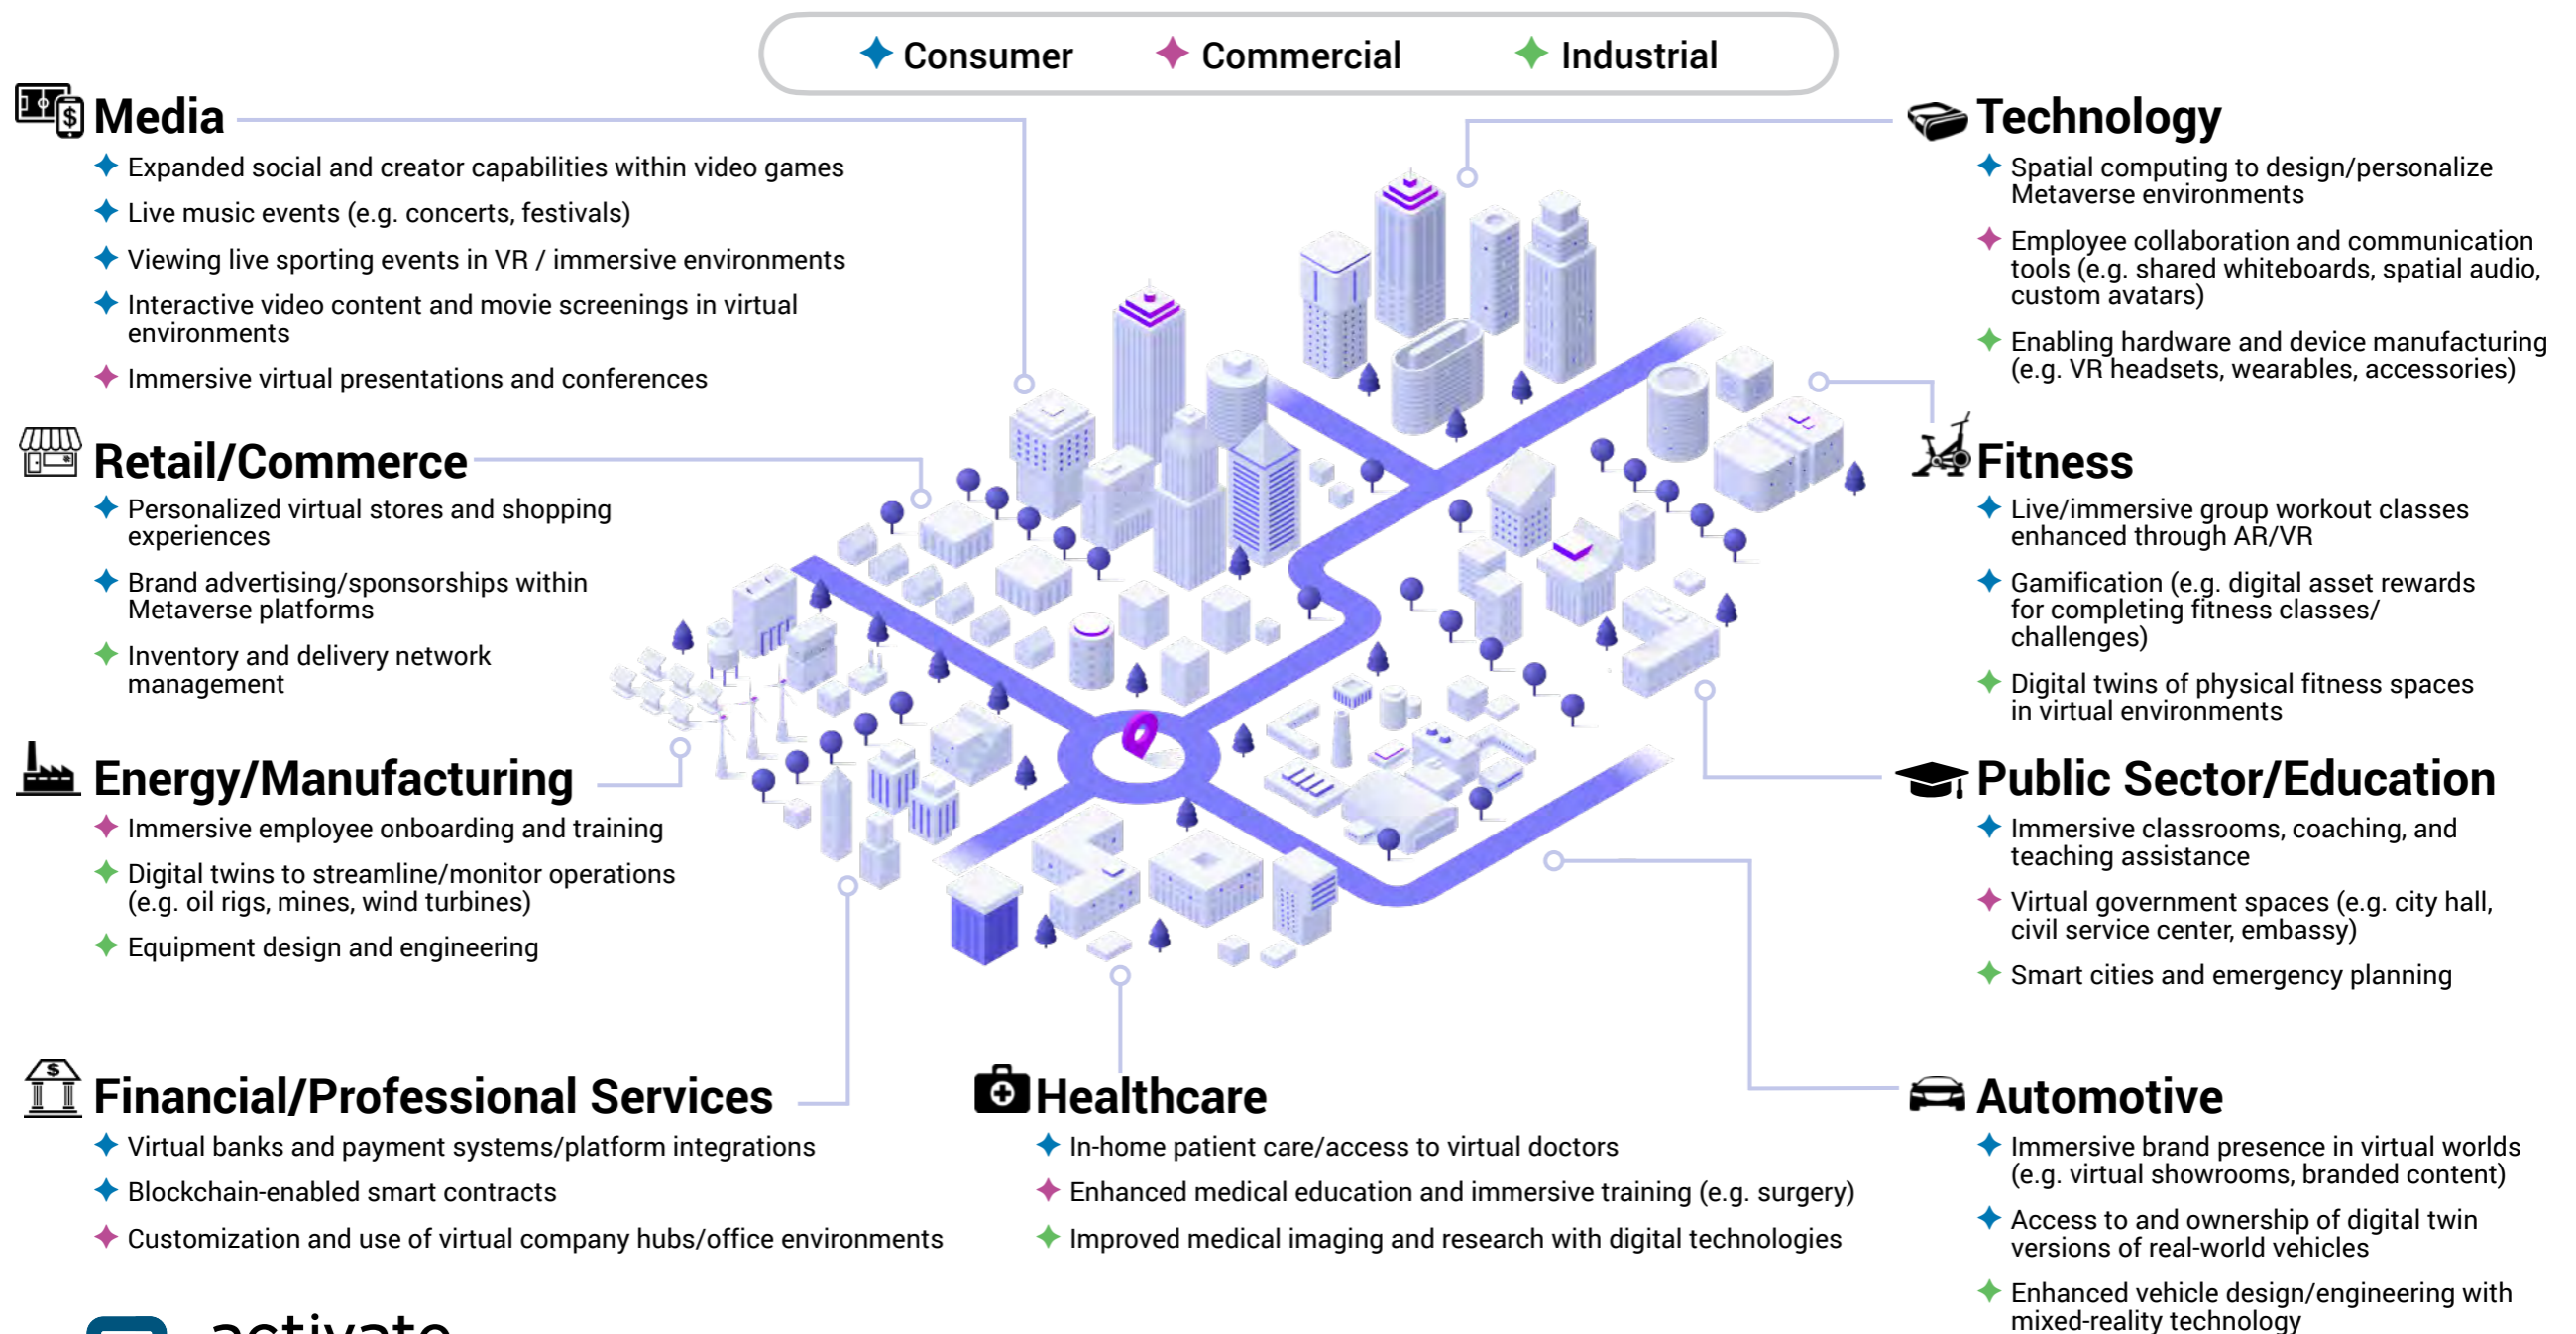 Consumer Commercial Industrial
Media
Expanded social and creator capabilities within video games
Live music events (e.g. concerts, festivals)
Viewing live sporting events in VR / immersive environments
Interactive video content and movie screenings in virtual
environments
Immersive virtual presentations and conferences
Retail/Commerce
Personalized virtual stores and shopping
experiences
Brand advertising/sponsorships within
Metaverse platforms
Inventory and delivery network
management
Energy/Manufacturing
Immersive employee onboarding and training
Digital twins to streamline/monitor operations
(e.g. oil rigs, mines, wind turbines)
Equipment design and engineering
Financial/Professional Services
Virtual banks and payment systems/platform integrations
Blockchain-enabled smart contracts
Customization and use of virtual company hubs/office environments
Healthcare
In-home patient care/access to virtual doctors
Enhanced medical education and immersive training (e.g. surgery)
Improved medical imaging and research with digital technologies
Technology
Spatial computing to design/personalize
Metaverse environments
Employee collaboration and communication
tools (e.g. shared whiteboards, spatial audio,
custom avatars)
Enabling hardware and device manufacturing
(e.g. VR headsets, wearables, accessories)
Fitness
Live/immersive group workout classes
enhanced through AR/VR
Gamification (e.g. digital asset rewards
for completing fitness classes/
challenges)
Digital twins of physical fitness spaces
in virtual environments
Public Sector/Education
Immersive classrooms, coaching, and
teaching assistance
Virtual government spaces (e.g. city hall,
civil service center, embassy)
Smart cities and emergency planning
Automotive
Immersive brand presence in virtual worlds
(e.g. virtual showrooms, branded content)
Access to and ownership of digital twin
versions of real-world vehicles
Enhanced vehicle design/engineering with
mixed-reality technology
activate